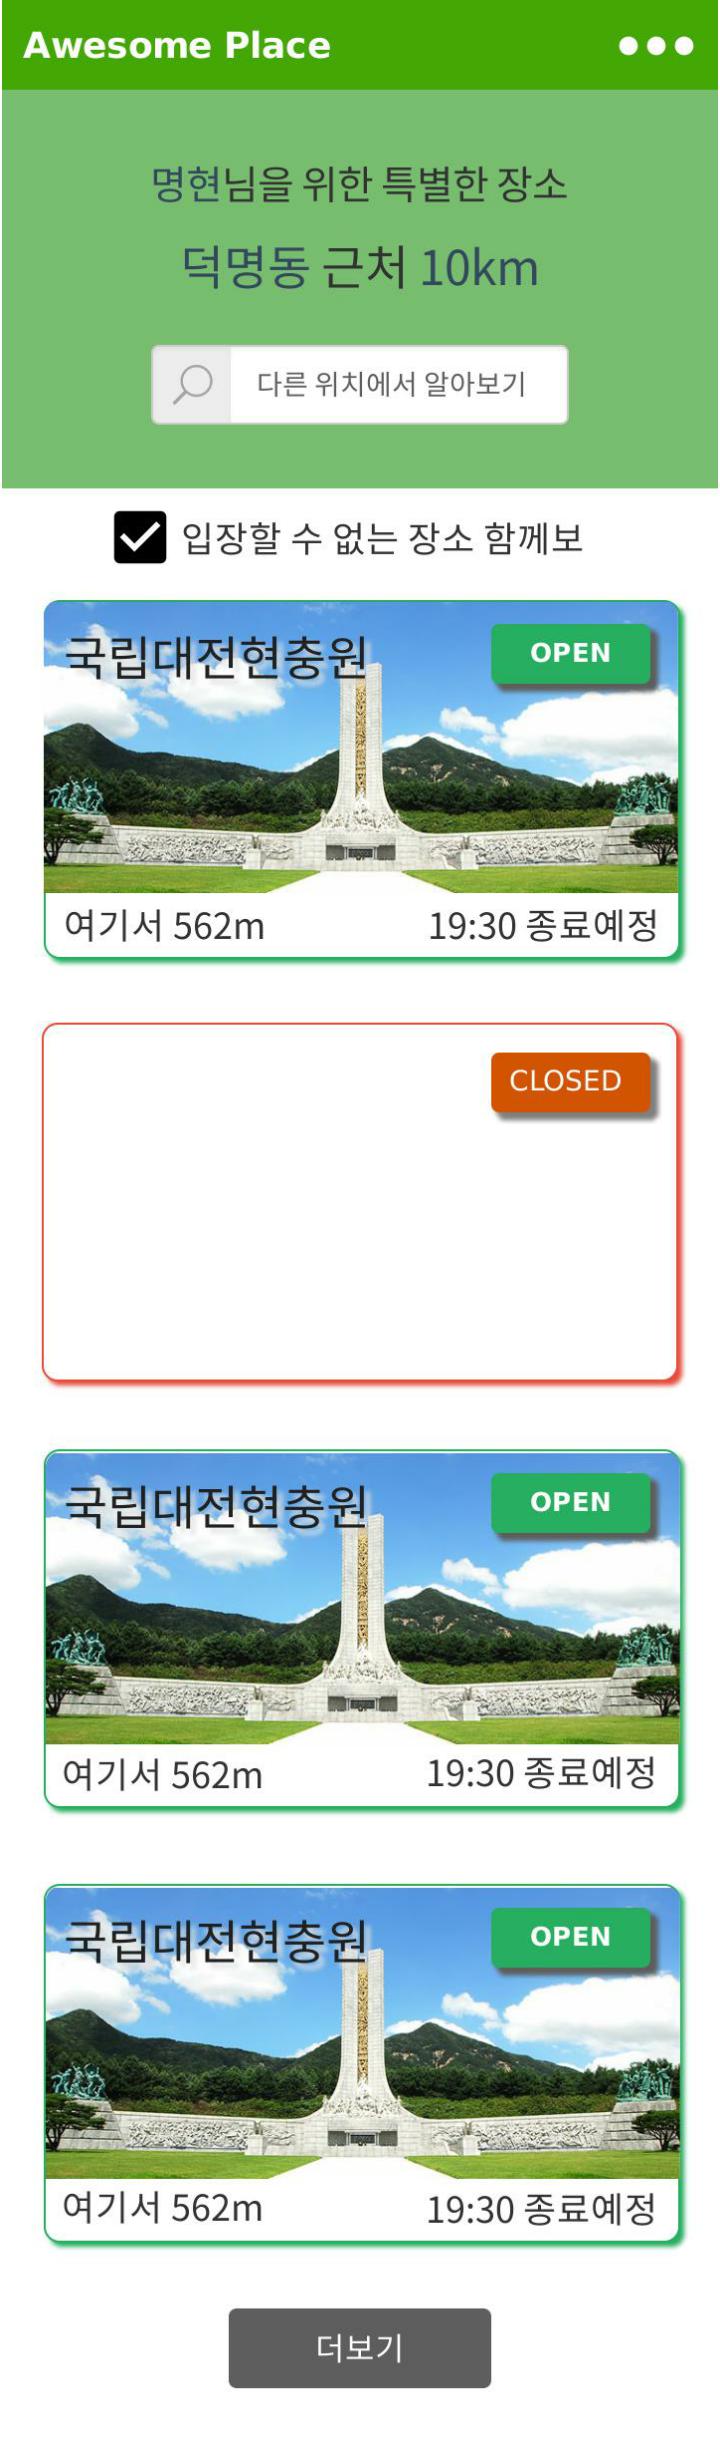 Awesome Place
명현님을 위한 특별한 장소
덕명동 근처 10km
다른 위치에서 알아보기
입장할 수 없는 장소 함께보
국립대전현충원
OPEN
여기서 562m
19:30 종료예정
CLOSED
국립대전현충원
OPEN
여기서 562m
19:30 종료예정
국립대전현충원
OPEN
여기서 562m
19:30 종료예정
더보기